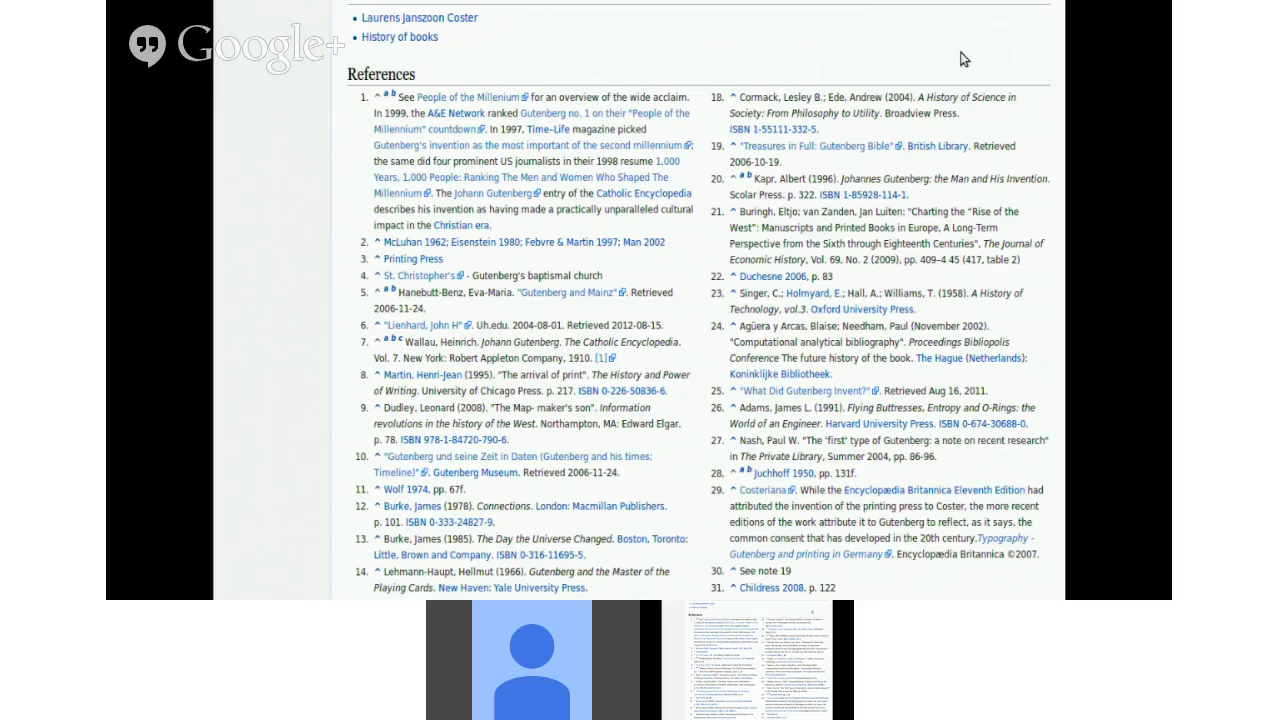 Laurens Janszoon Coster
History of books
Google+
References
1. ^ a b See People of the Millenium for an overview of the wide acclaim.
In 1999, the A&E Network ranked Gutenberg no. 1 on their "People of the
Millennium" countdown. In 1997, Time–Life magazine picked
Gutenberg's invention as the most important of the second millennium;
the same did four prominent US journalists in their 1998 resume 1,000
Years, 1,000 People: Ranking The Men and Women Who Shaped The
Millennium. The Johann Gutenberg entry of the Catholic Encyclopedia
describes his invention as having made a practically unparalleled cultural
impact in the Christian era.
2. ^ McLuhan 1962; Eisenstein 1980; Febvre & Martin 1997; Man 2002
3. ^ Printing Press
4. ^ St. Christopher's - Gutenberg's baptismal church
5. ^ a b Hanebutt-Benz, Eva-Maria. "Gutenberg and Mainz". Retrieved
2006-11-24.
6. ^ "Lienhard, John H". Uh.edu. 2004-08-01. Retrieved 2012-08-15.
7. ^ a b c Wallau, Heinrich. Johann Gutenberg. The Catholic Encyclopedia.
Vol. 7. New York: Robert Appleton Company, 1910. [1]
8. ^ Martin, Henri-Jean (1995). "The arrival of print". The History and Power
of Writing. University of Chicago Press. p. 217. ISBN 0-226-50836-6.
9. ^ Dudley, Leonard (2008). "The Map- maker's son". Information
revolutions in the history of the West. Northampton, MA: Edward Elgar.
p. 78. ISBN 978-1-84720-790-6.
10. ^ "Gutenberg und seine Zeit in Daten (Gutenberg and his times;
Timeline)". Gutenberg Museum. Retrieved 2006-11-24.
11. ^ Wolf 1974, pp. 67f.
12. ^ Burke, James (1978). Connections. London: Macmillan Publishers.
p. 101. ISBN 0-333-24827-9.
13. ^ Burke, James (1985). The Day the Universe Changed. Boston, Toronto:
Little, Brown and Company. ISBN 0-316-11695-5.
14. ^ Lehmann-Haupt, Hellmut (1966). Gutenberg and the Master of the
Playing Cards. New Haven: Yale University Press.
18. ^ Cormack, Lesley B.; Ede, Andrew (2004). A History of Science in
Society: From Philosophy to Utility. Broadview Press.
ISBN 1-55111-332-5.
19. ^ "Treasures in Full: Gutenberg Bible". British Library. Retrieved
2006-10-19.
20. ^ a b Kapr, Albert (1996). Johannes Gutenberg: the Man and His Invention.
Scolar Press. p. 322. ISBN 1-85928-114-1.
21. ^ Buringh, Eltjo; van Zanden, Jan Luiten: "Charting the “Rise of the
West”: Manuscripts and Printed Books in Europe, A Long-Term
Perspective from the Sixth through Eighteenth Centuries", The Journal of
Economic History, Vol. 69, No. 2 (2009), pp. 409–4 45 (417, table 2)
22. ^ Duchesne 2006, p. 83
23. ^ Singer, C.; Holmyard, E.; Hall, A.; Williams, T. (1958). A History of
Technology, vol.3. Oxford University Press.
24. ^ Agüera y Arcas, Blaise; Needham, Paul (November 2002).
"Computational analytical bibliography". Proceedings Bibliopolis
Conference The future history of the book. The Hague (Netherlands):
Koninklijke Bibliotheek.
25. ^ "What Did Gutenberg Invent?". Retrieved Aug 16, 2011.
26. ^ Adams, James L. (1991). Flying Buttresses, Entropy and O-Rings: the
World of an Engineer. Harvard University Press. ISBN 0-674-30688-0.
27. ^ Nash, Paul W. "The 'first' type of Gutenberg: a note on recent research"
in The Private Library, Summer 2004, pp. 86-96.
28. ^ a b Juchhoff 1950, pp. 131f.
29. ^ Costeriana. While the Encyclopædia Britannica Eleventh Edition had
attributed the invention of the printing press to Coster, the more recent
editions of the work attribute it to Gutenberg to reflect, as it says, the
common consent that has developed in the 20th century.Typography -
Gutenberg and printing in Germany. Encyclopædia Britannica ©2007.
30. ^ See note 19
31. ^ Childress 2008, p. 122